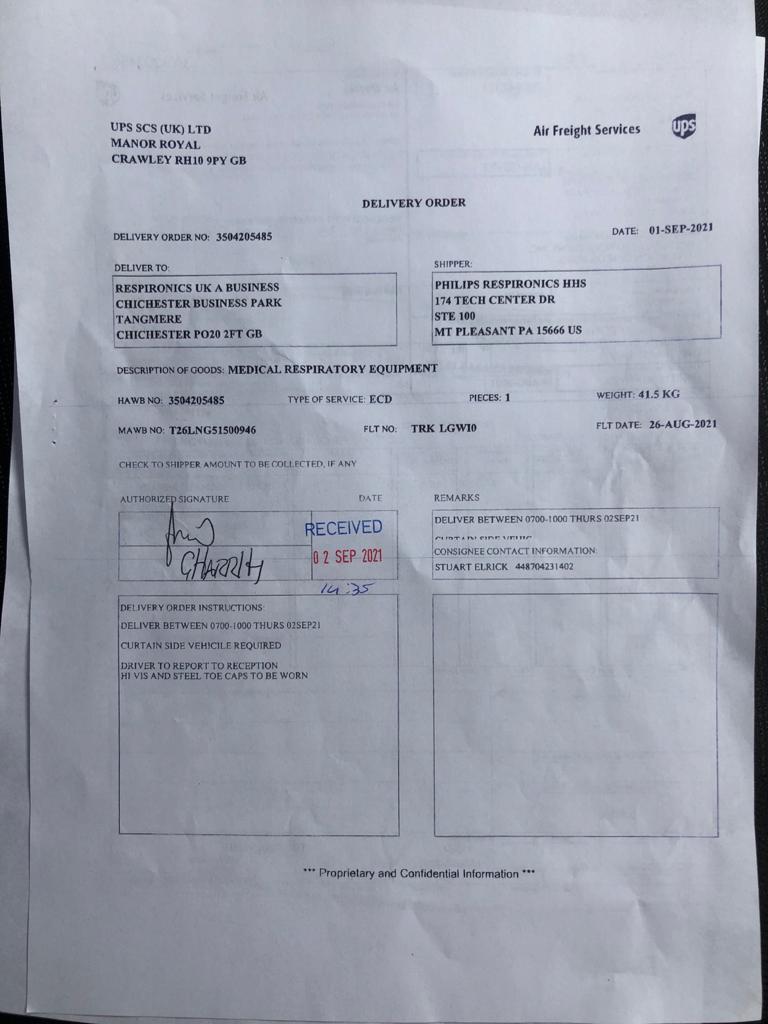 UPS SCS (UK) LTD
MANOR ROYAL
CRAWLEY RH10 9PY GB
Air Freight Services
ups
DELIVERY ORDER
DELIVERY ORDER NO: 3504205485
DATE: 01-SEP-2021
DELIVER TO:
RESPIRONICS UK A BUSINESS
CHICHESTER BUSINESS PARK
TANGMERE
CHICHESTER PO20 2FT GB
SHIPPER:
PHILIPS RESPIRONICS HHS
174 TECH CENTER DR
STE 100
MT PLEASANT PA 15666 US
DESCRIPTION OF GOODS: MEDICAL RESPIRATORY EQUIPMENT
HAWB NO: 3504205485 TYPE OF SERVICE: ECD PIECES: 1 WEIGHT: 41.5 KG
MAWB NO: T26LNG51500946 FLT NO: TRK LGWI0 FLT DATE: 26-AUG-2021
CHECK TO SHIPPER AMOUNT TO BE COLLECTED, IF ANY
AUTHORIZED SIGNATURE DATE
RECEIVED
02 SEP 2021
14:35
REMARKS
DELIVER BETWEEN 0700-1000 THURS 02SEP21
CONSIGNEE CONTACT INFORMATION:
STUART ELRICK 448704231402
DELIVERY ORDER INSTRUCTIONS:
DELIVER BETWEEN 0700-1000 THURS 02SEP21
CURTAIN SIDE VEHICILE REQUIRED
DRIVER TO REPORT TO RECEPTION
HI VIS AND STEEL TOE CAPS TO BE WORN
*** Proprietary and Confidential Information ***